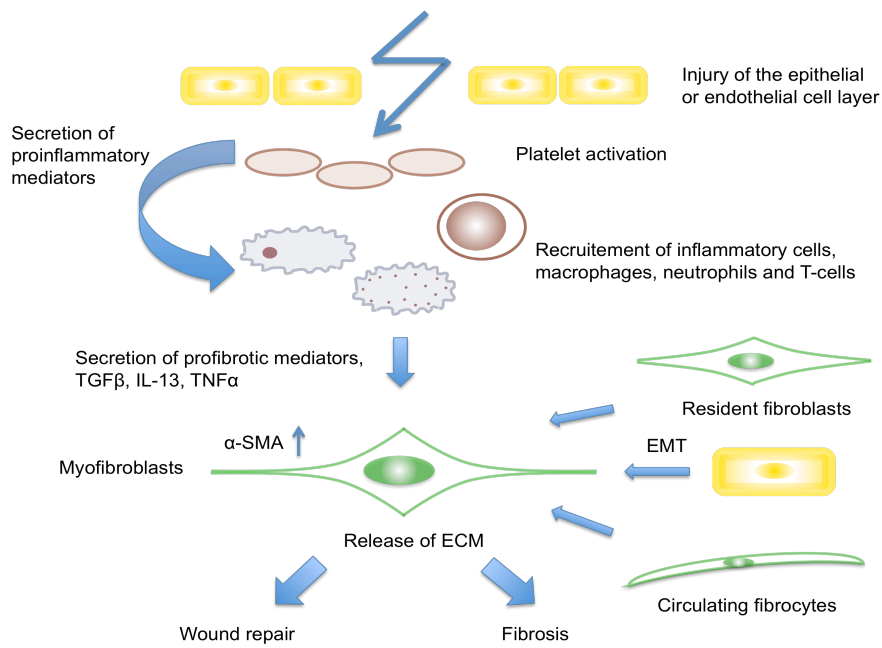 Injury of the epithelial
or endothelial cell layer
Secretion of
proinflammatory
mediators
Platelet activation
Recruitement of inflammatory cells,
macrophages, neutrophils and T-cells
Secretion of profibrotic mediators,
TGFβ, IL-13, TNFα
Resident fibroblasts
α-SMA
EMT
Myofibroblasts
Release of ECM
Circulating fibrocytes
Wound repair
Fibrosis